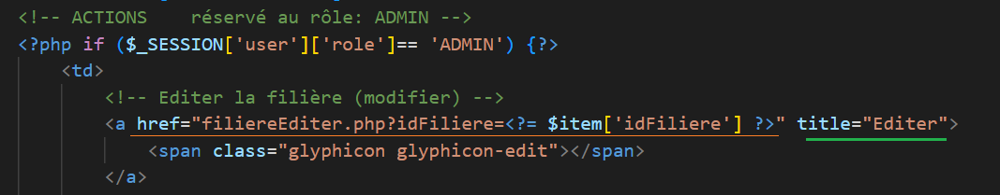 <!-- ACTIONS    réservé au rôle: ADMIN -->
<?php if ($_SESSION['user']['role']== 'ADMIN') {?>
<td>
<!-- Editer la filière (modifier) -->
<a href="filiereEditer.php?idFiliere=<?= $item['idFiliere'] ?>" title="Editer">
<span class="glyphicon glyphicon-edit"></span>
</a>